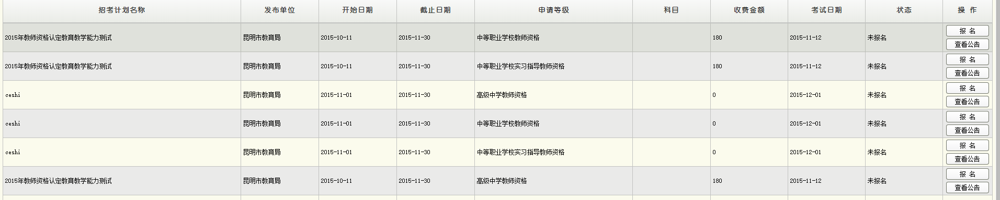 招考计划名称 发布单位 开始日期 截止日期 申请等级 科目 收费金额 考试日期 状态 操 作
2015年教师资格认定教育教学能力测试 昆明市教育局 2015-10-11 2015-11-30 中等职业学校教师资格 180 2015-11-12 未报名 报 名
查看公告
2015年教师资格认定教育教学能力测试 昆明市教育局 2015-10-11 2015-11-30 中等职业学校实习指导教师资格 180 2015-11-12 未报名 报 名
查看公告
ceshi 昆明市教育局 2015-11-01 2015-11-30 高级中学教师资格 0 2015-12-01 未报名 报 名
查看公告
ceshi 昆明市教育局 2015-11-01 2015-11-30 中等职业学校教师资格 0 2015-12-01 未报名 报 名
查看公告
ceshi 昆明市教育局 2015-11-01 2015-11-30 中等职业学校实习指导教师资格 0 2015-12-01 未报名 报 名
查看公告
2015年教师资格认定教育教学能力测试 昆明市教育局 2015-10-11 2015-11-30 高级中学教师资格 180 2015-11-12 未报名 报 名
查看公告